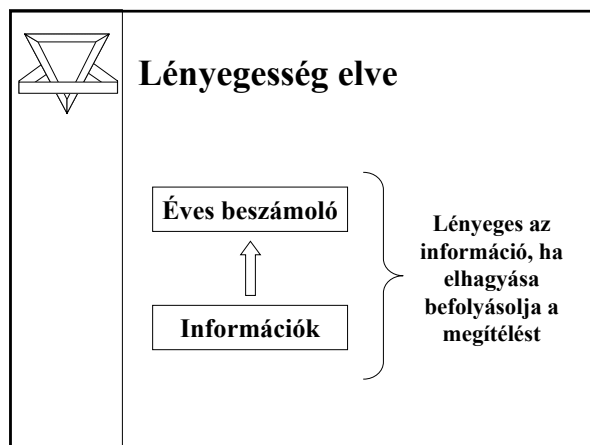 Lényegesség elve
Éves beszámoló
Információk
Lényeges az
információ, ha
elhagyása
befolyásolja a
megítélést